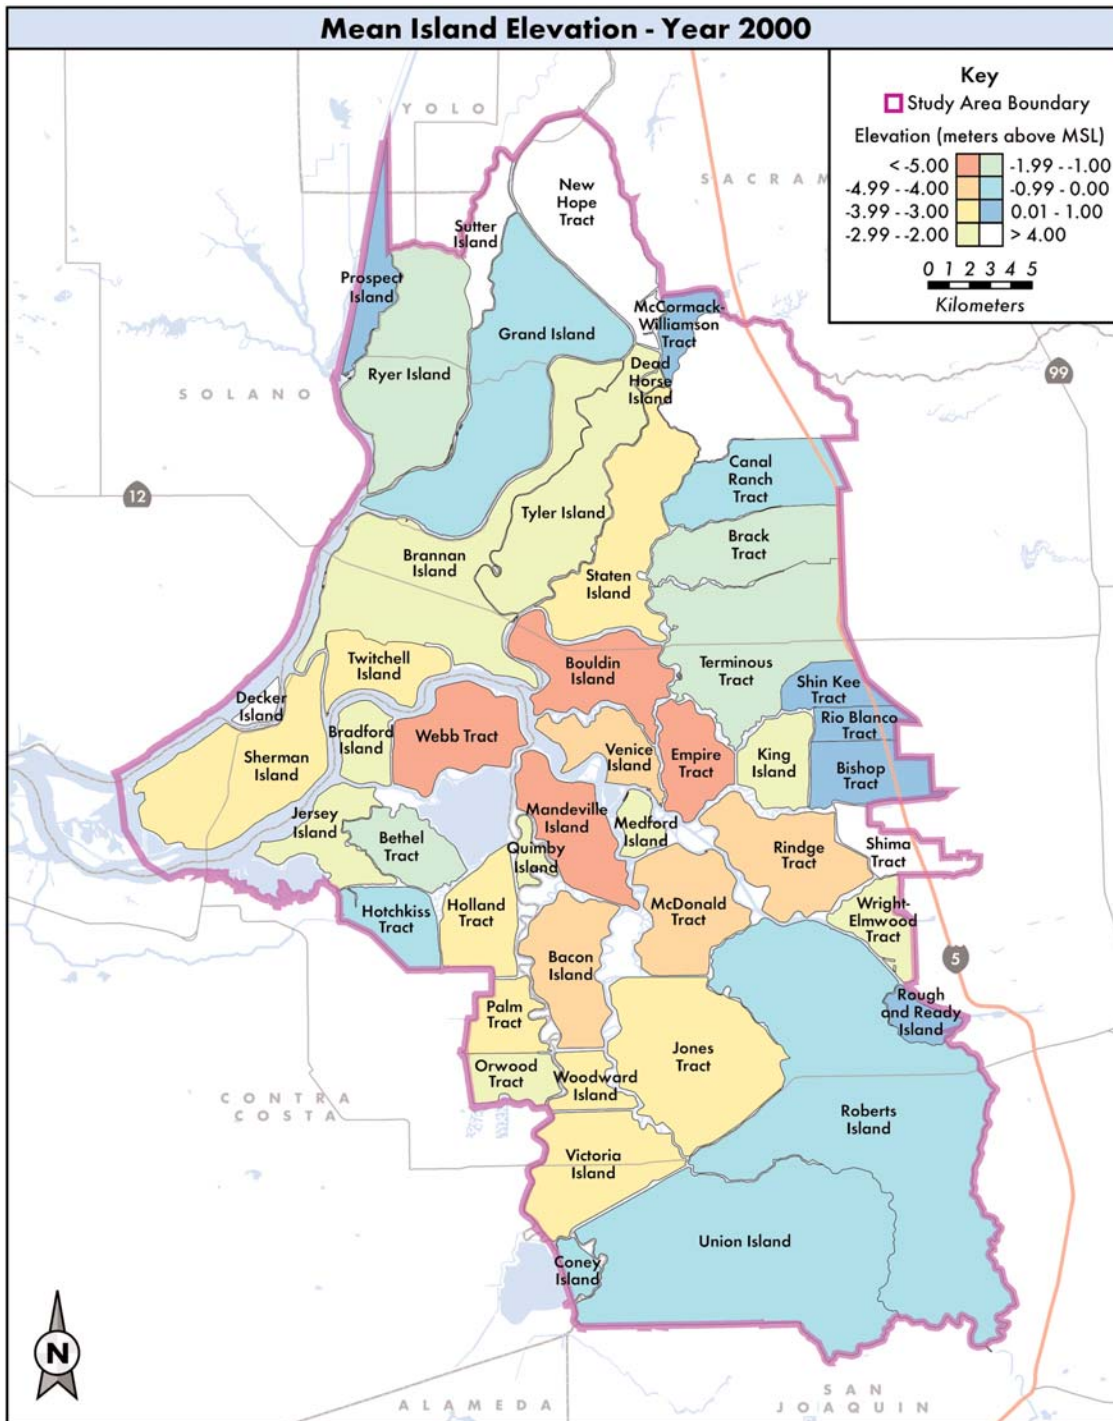 Mean Island Elevation - Year 2000
Key
Study Area Boundary
Elevation (meters above MSL)
< -5.00
-1.99 - -1.00
-4.99 - -4.00
-0.99 - 0.00
-3.99 - -3.00
0.01 - 1.00
-2.99 - -2.00
> 4.00
0 1 2 3 4 5
Kilometers
YOLO
SACRAM
New
Hope
Tract
Sutter
Island
Prospect
Island
McCormack-
Williamson
Tract
Grand Island
Ryer Island
Dead
Horse
Island
SOLANO
99
12
Canal
Ranch
Tract
Tyler Island
Brack
Tract
Brannan
Island
Staten
Island
Twitchell
Island
Bouldin
Island
Terminous
Tract
Shin Kee
Tract
Decker
Island
Rio Blanco
Tract
Bradford
Island
Webb Tract
Venice
Island
Empire
Tract
King
Island
Bishop
Tract
Sherman
Island
Jersey
Island
Mandeville
Island
Medford
Island
Bethel
Tract
Quimby
Island
Rindge
Tract
Shima
Tract
Hotchkiss
Tract
Holland
Tract
McDonald
Tract
Wright-
Elmwood
Tract
Bacon
Island
5
Palm
Tract
Rough
and Ready
Island
Jones
Tract
Orwood
Tract
Woodward
Island
CONTRA
COSTA
Roberts
Island
Victoria
Island
Union Island
Coney
Island
N
ALAMEDA
SAN
JOAQUIN